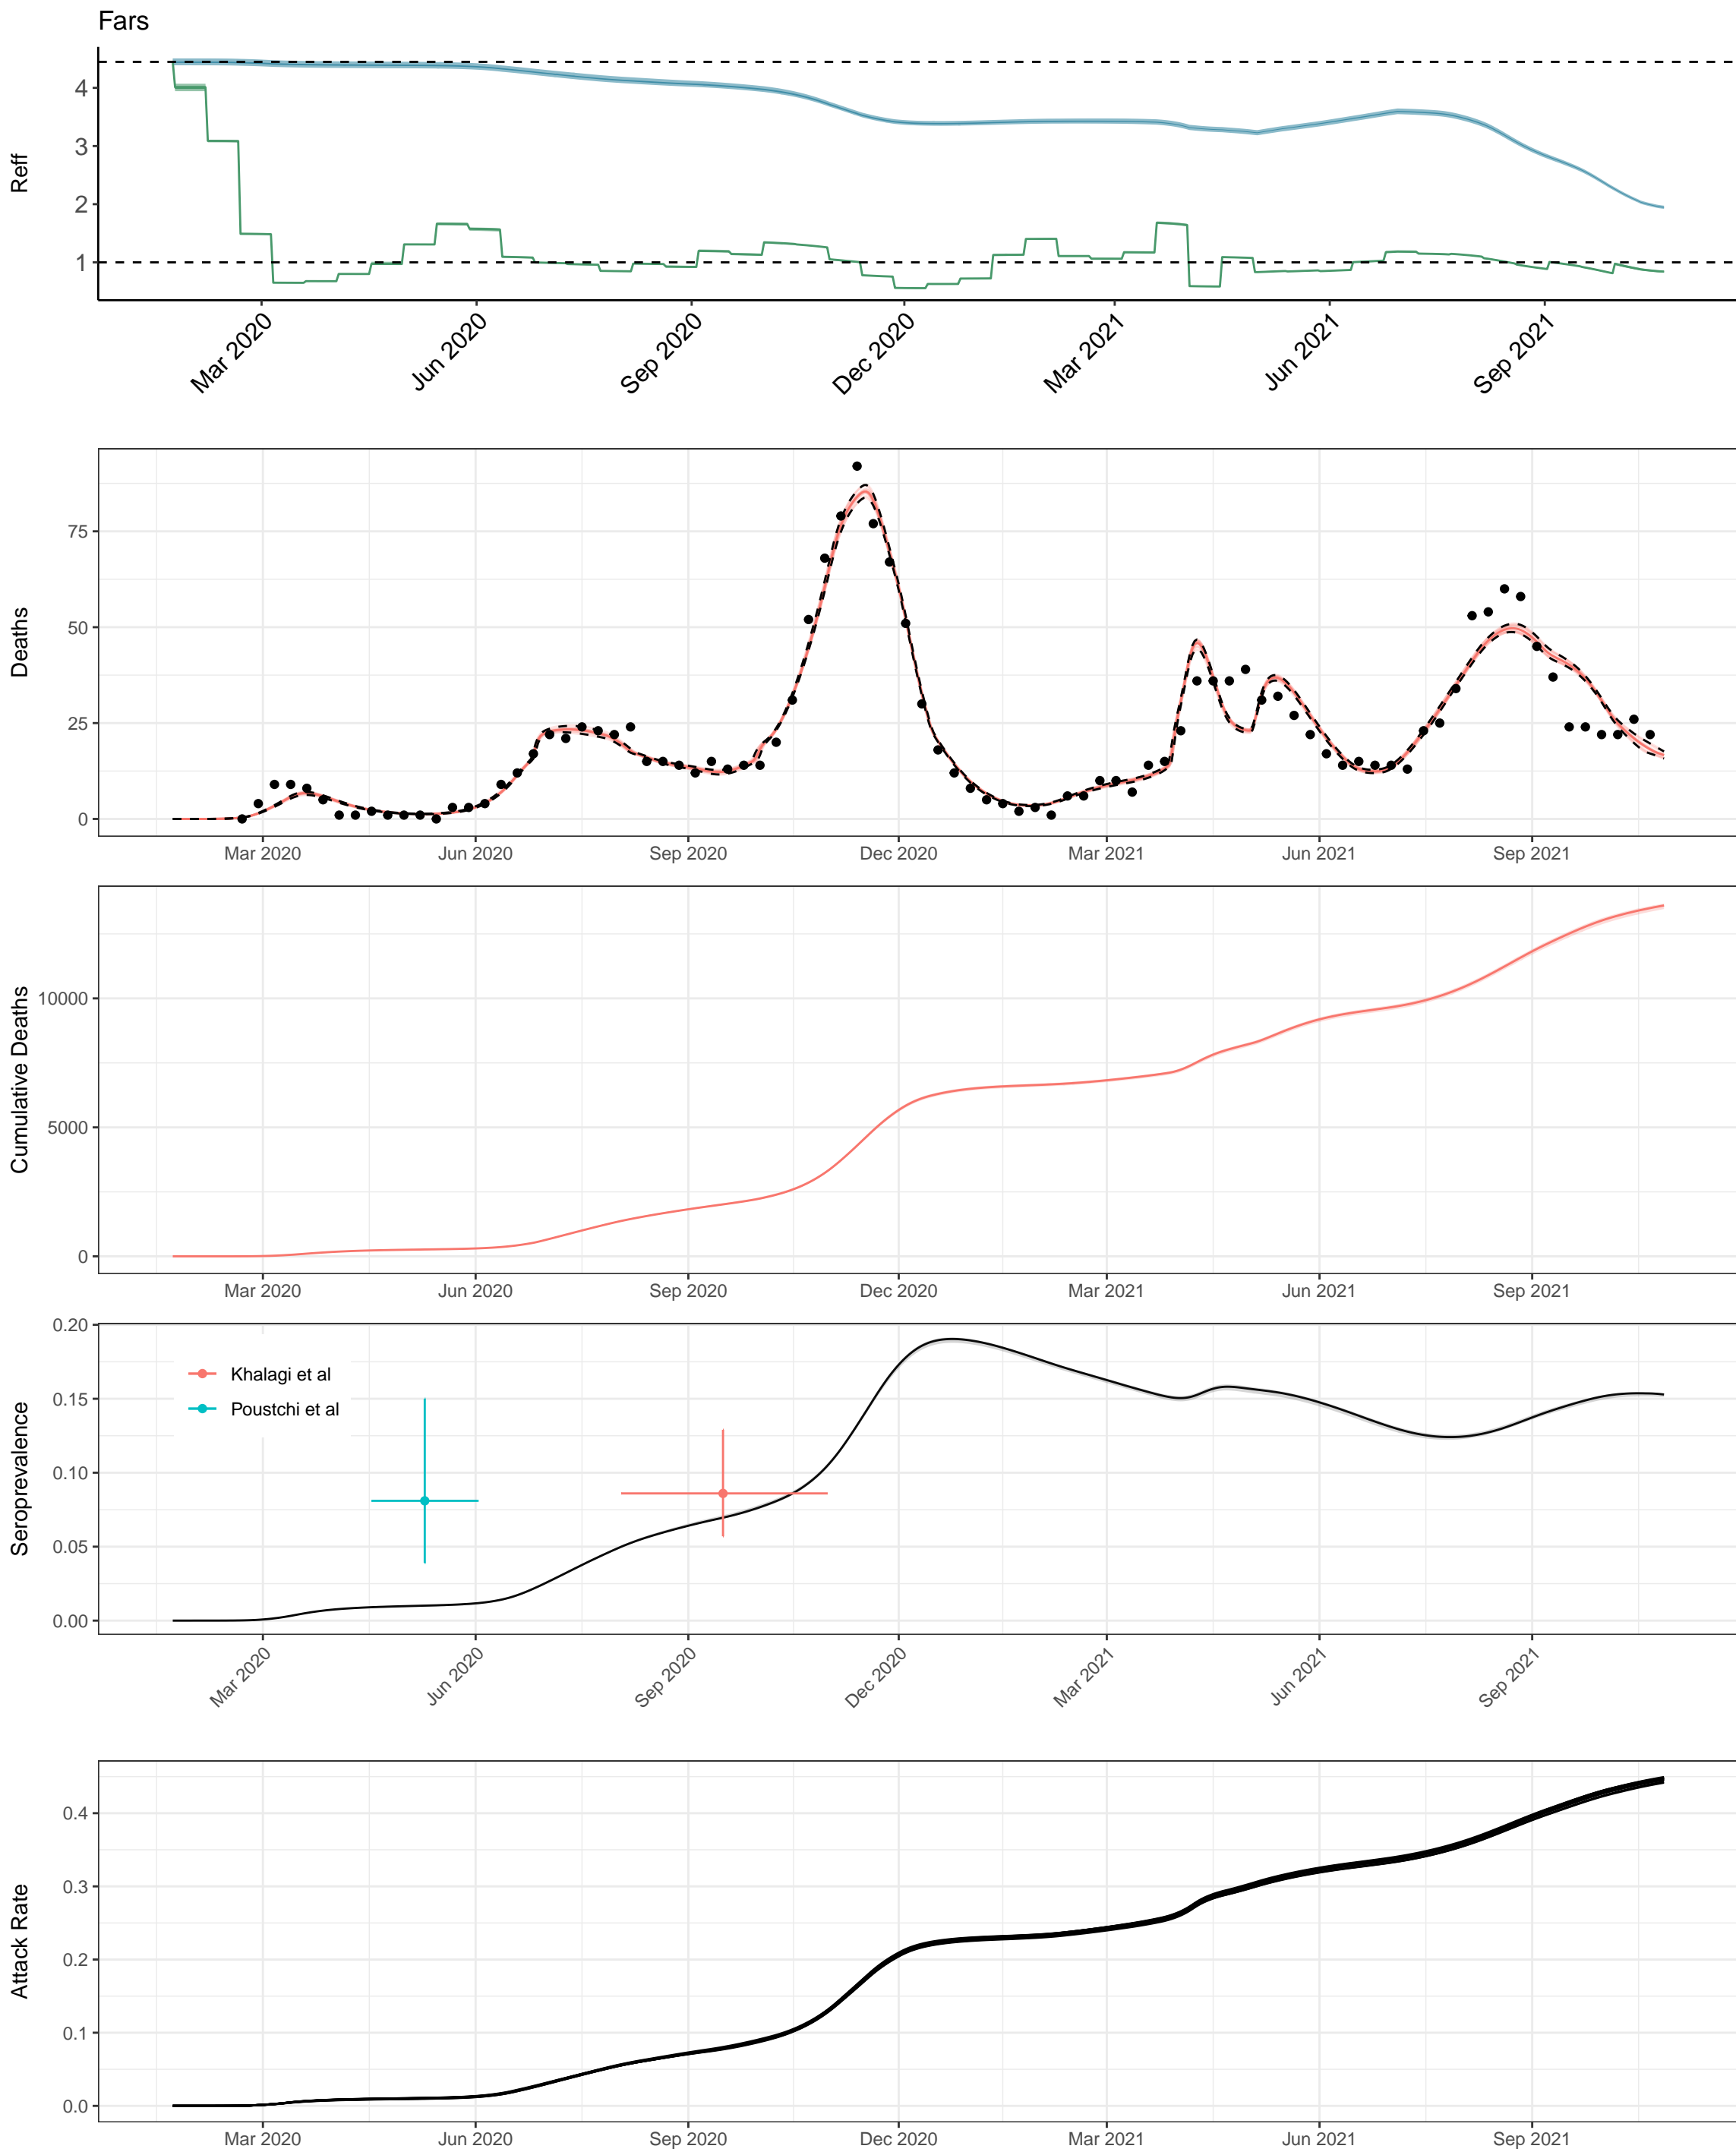 Fars
Reff
4
3
2
1
Mar 2020
Jun 2020
Sep 2020
Dec 2020
Mar 2021
Jun 2021
Sep 2021
Deaths
75
50
25
0
Mar 2020
Jun 2020
Sep 2020
Dec 2020
Mar 2021
Jun 2021
Sep 2021
Cumulative Deaths
10000
5000
0
Mar 2020
Jun 2020
Sep 2020
Dec 2020
Mar 2021
Jun 2021
Sep 2021
Seroprevalence
0.20
0.15
0.10
0.05
0.00
Khalagi et al
Poustchi et al
Mar 2020
Jun 2020
Sep 2020
Dec 2020
Mar 2021
Jun 2021
Sep 2021
Attack Rate
0.4
0.3
0.2
0.1
0.0
Mar 2020
Jun 2020
Sep 2020
Dec 2020
Mar 2021
Jun 2021
Sep 2021